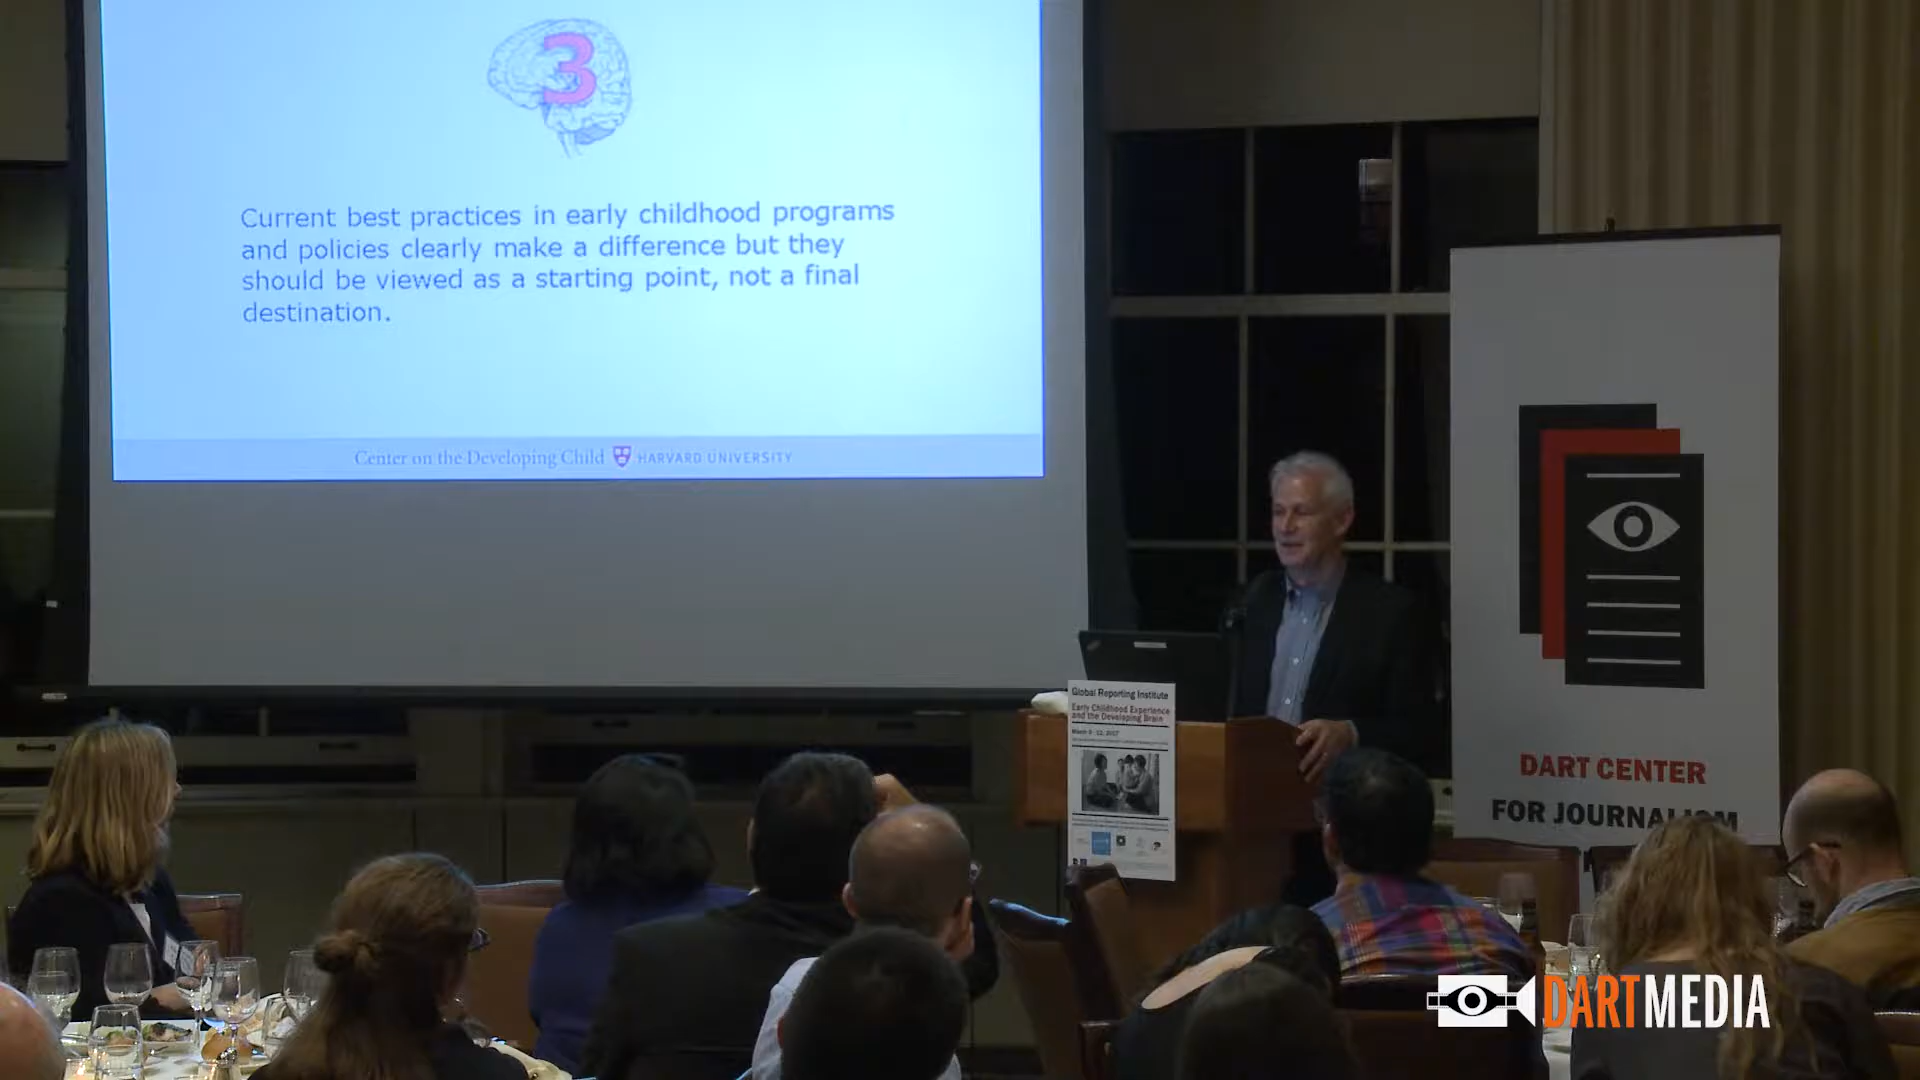 3
Current best practices in early childhood programs
and policies clearly make a difference but they
should be viewed as a starting point, not a final
destination.
Center on the Developing Child HARVARD UNIVERSITY
Global Reporting Institute
Early Childhood Experience
and the Developing Brain
DART CENTER
FOR JOURNALISM
DARTMEDIA